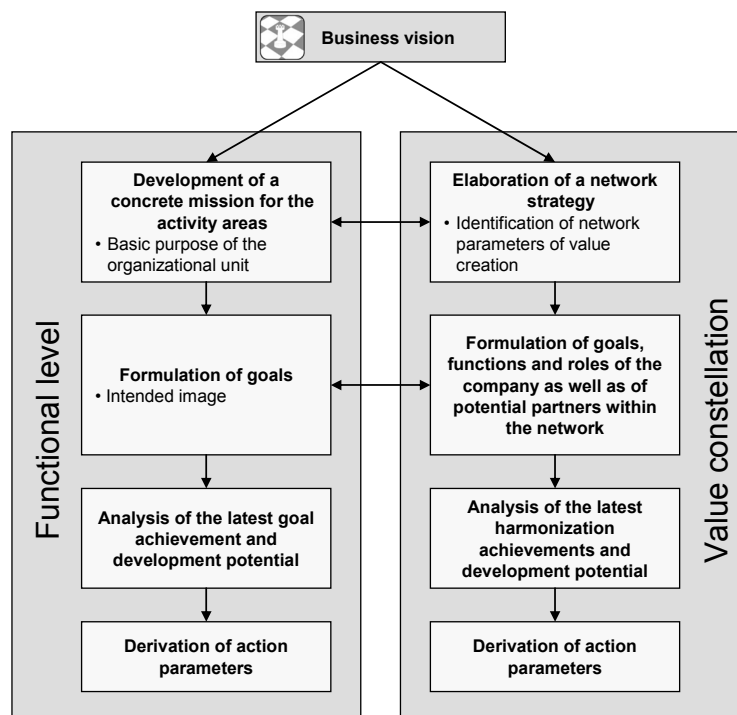 Business vision
Functional level
Development of a
concrete mission for the
activity areas
• Basic purpose of the
organizational unit
Formulation of goals
• Intended image
Analysis of the latest goal
achievement and
development potential
Derivation of action
parameters
Elaboration of a network
strategy
• Identification of network
parameters of value
creation
Formulation of goals,
functions and roles of the
company as well as of
potential partners within
the network
Analysis of the latest
harmonization
achievements and
development potential
Derivation of action
parameters
Value constellation